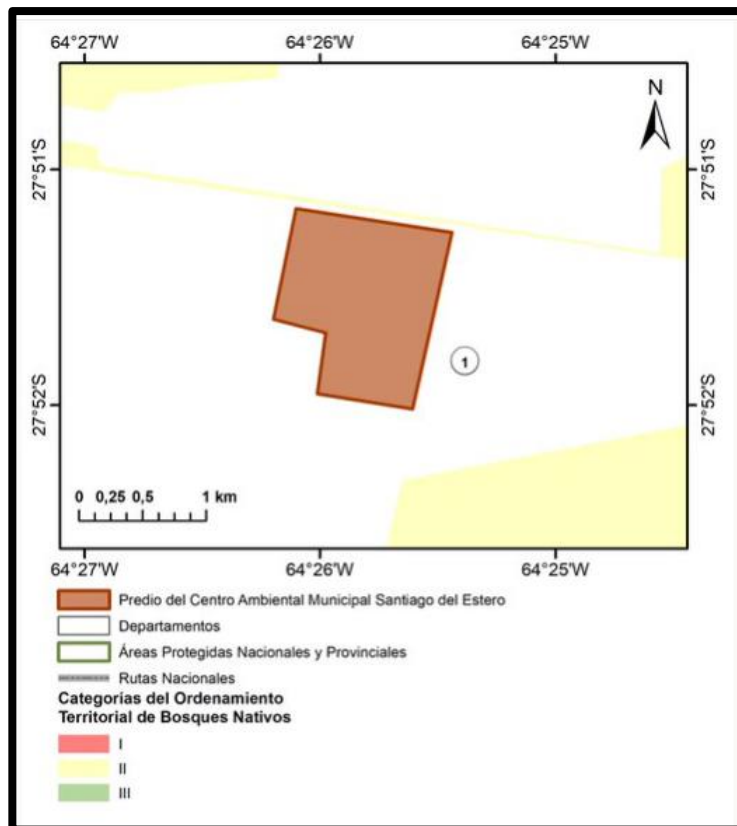 64°27'W 64°26'W 64°25'W
N
27°51'S 27°51'S
1
27°52'S 27°52'S
0 0,25 0,5 1 km
64°27'W 64°26'W 64°25'W
Predio del Centro Ambiental Municipal Santiago del Estero
Departamentos
Áreas Protegidas Nacionales y Provinciales
Rutas Nacionales
Categorías del Ordenamiento
Territorial de Bosques Nativos
I
II
III